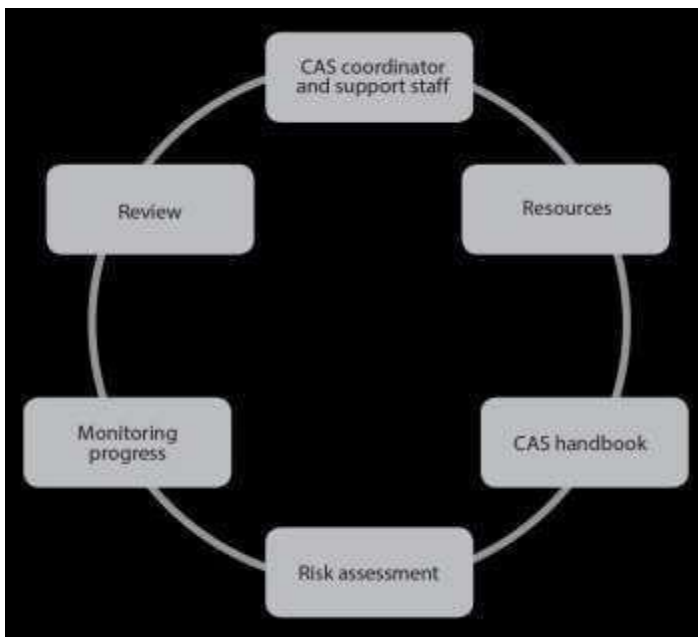 CAS coordinator
and support staff
Resources
CAS handbook
Risk assessment
Monitoring
progress
Review